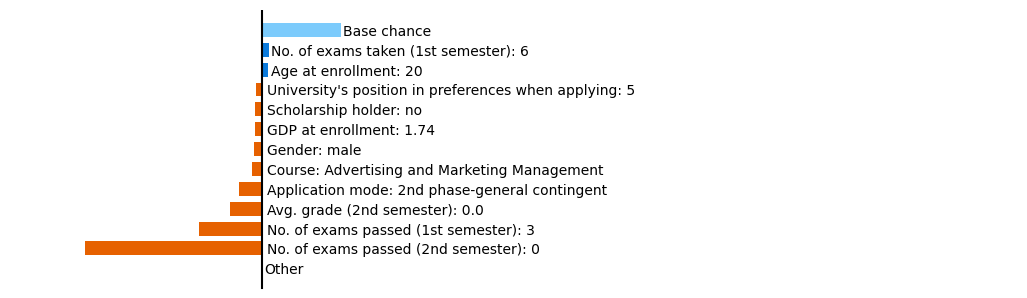 Base chance
No. of exams taken (1st semester): 6
Age at enrollment: 20
University's position in preferences when applying: 5
Scholarship holder: no
GDP at enrollment: 1.74
Gender: male
Course: Advertising and Marketing Management
Application mode: 2nd phase-general contingent
Avg. grade (2nd semester): 0.0
No. of exams passed (1st semester): 3
No. of exams passed (2nd semester): 0
Other